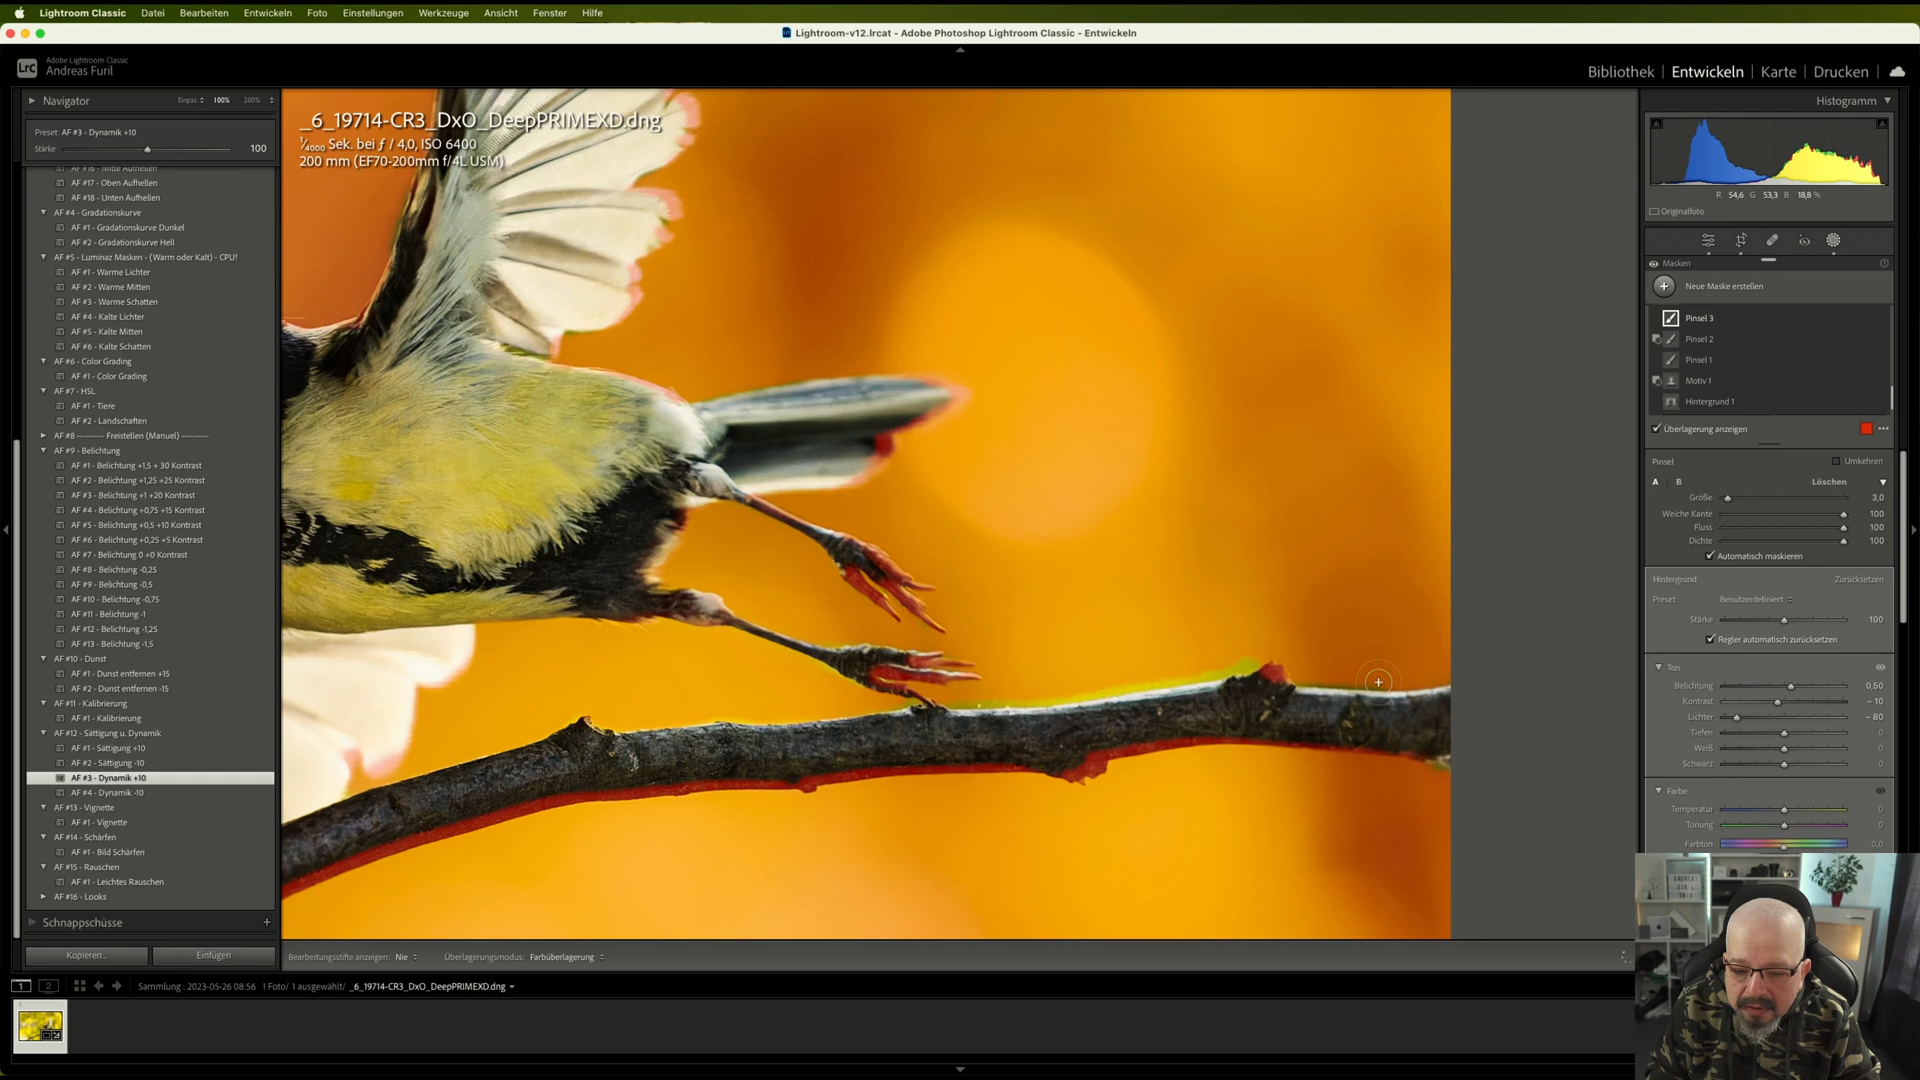 Lightroom Classic Datei Bearbeiten Entwickeln Foto Einstellungen Werkzeuge Ansicht Fenster Hilfe
Lightroom-v12.lrcat - Adobe Photoshop Lightroom Classic - Entwickeln
Lrc
Adobe Lightroom Classic
Andreas Furil
Bibliothek | Entwickeln | Karte | Drucken |
Navigator Einpas 100% 200%
Preset: AF #3 - Dynamik +10
Stärke 100
AF #16 - Mitte Aufhellen
AF #17 - Oben Aufhellen
AF #18 - Unten Aufhellen
AF #4 - Gradationskurve
AF #1 - Gradationskurve Dunkel
AF #2 - Gradationskurve Hell
AF #5 - Luminaz Masken - (Warm oder Kalt) - CPU!
AF #1 - Warme Lichter
AF #2 - Warme Mitten
AF #3 - Warme Schatten
AF #4 - Kalte Lichter
AF #5 - Kalte Mitten
AF #6 - Kalte Schatten
AF #6 - Color Grading
AF #1 - Color Grading
AF #7 - HSL
AF #1 - Tiere
AF #2 - Landschaften
AF #8 ---------- Freistellen (Manuel) ----------
AF #9 - Belichtung
AF #1 - Belichtung +1,5 + 30 Kontrast
AF #2 - Belichtung +1,25 +25 Kontrast
AF #3 - Belichtung +1 +20 Kontrast
AF #4 - Belichtung +0,75 +15 Kontrast
AF #5 - Belichtung +0,5 +10 Kontrast
AF #6 - Belichtung +0,25 +5 Kontrast
AF #7 - Belichtung 0 +0 Kontrast
AF #8 - Belichtung -0,25
AF #9 - Belichtung -0,5
AF #10 - Belichtung -0,75
AF #11 - Belichtung -1
AF #12 - Belichtung -1,25
AF #13 - Belichtung -1,5
AF #10 - Dunst
AF #1 - Dunst entfernen +15
AF #2 - Dunst entfernen -15
AF #11 - Kalibrierung
AF #1 - Kalibrierung
AF #12 - Sättigung u. Dynamik
AF #1 - Sättigung +10
AF #2 - Sättigung -10
AF #3 - Dynamik +10
AF #4 - Dynamik -10
AF #13 - Vignette
AF #1 - Vignette
AF #14 - Schärfen
AF #1 - Bild Schärfen
AF #15 - Rauschen
AF #1 - Leichtes Rauschen
AF #16 - Looks
Schnappschüsse +
Kopieren... Einfügen
_6_19714-CR3_DxO_DeepPRIMEXD.dng
1/4000 Sek. bei ƒ / 4,0, ISO 6400
200 mm (EF70-200mm f/4L USM)
Bearbeitungsstifte anzeigen: Nie Überlagerungsmodus: Farbüberlagerung
1 2 Sammlung : 2023-05-26 08:56 1 Foto/ 1 ausgewählt/ _6_19714-CR3_DxO_DeepPRIMEXD.dng
Histogramm
R 54,6 G 53,3 B 18,8 %
Originalfoto
Masken
Neue Maske erstellen
Pinsel 3
Pinsel 2
Pinsel 1
Motiv 1
Hintergrund 1
Überlagerung anzeigen
Pinsel Umkehren
A B Löschen
Größe 3,0
Weiche Kante 100
Fluss 100
Dichte 100
Automatisch maskieren
Hintergrund Zurücksetzen
Preset: Benutzerdefiniert
Stärke 100
Regler automatisch zurücksetzen
Ton
Belichtung 0,50
Kontrast – 10
Lichter – 80
Tiefen 0
Weiß 0
Schwarz 0
Farbe
Temperatur 0
Tonung 0
Farbton 0,0